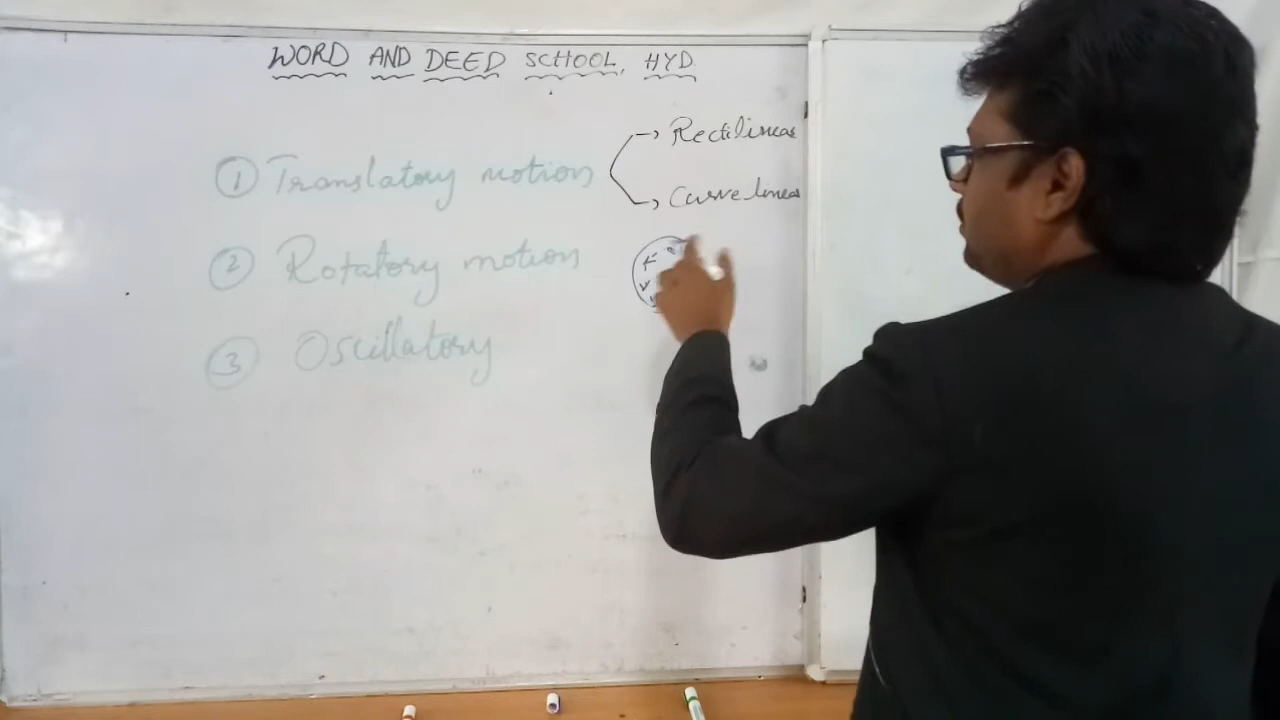 WORD AND DEED SCHOOL, HYD
→ Rectilinear
① Translatory motion
→ Curvelinear
② Rotatory motion
③ Oscillatory